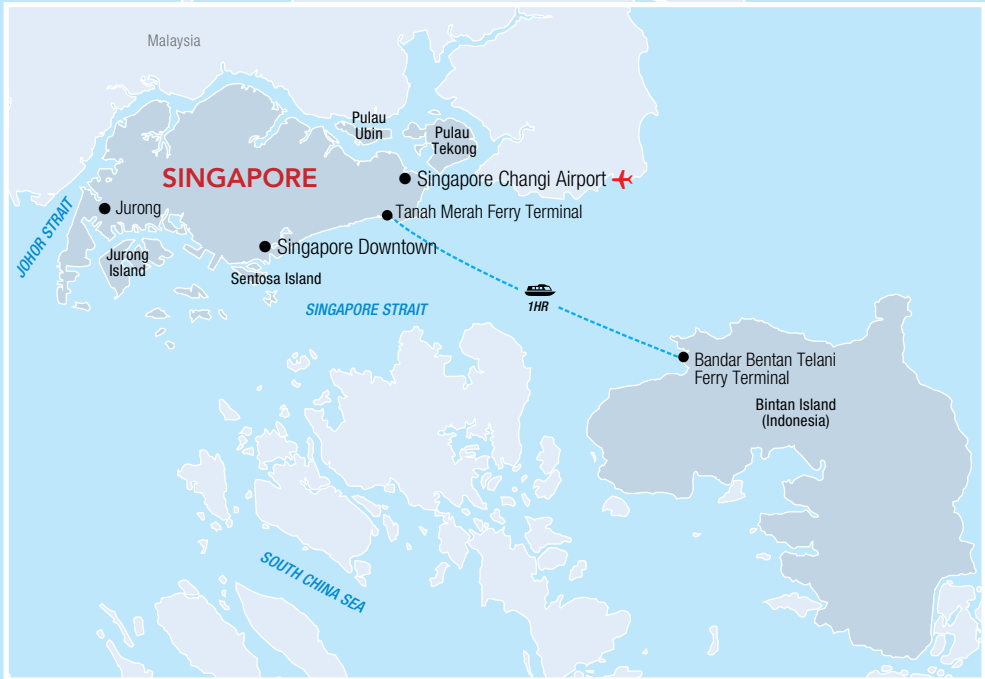 Malaysia
Pulau
Ubin
Pulau
Tekong
SINGAPORE
Singapore Changi Airport
Jurong
Tanah Merah Ferry Terminal
JOHOR STRAIT
Singapore Downtown
Jurong
Island
Sentosa Island
SINGAPORE STRAIT
1HR
Bandar Bentan Telani
Ferry Terminal
Bintan Island
(Indonesia)
SOUTH CHINA SEA